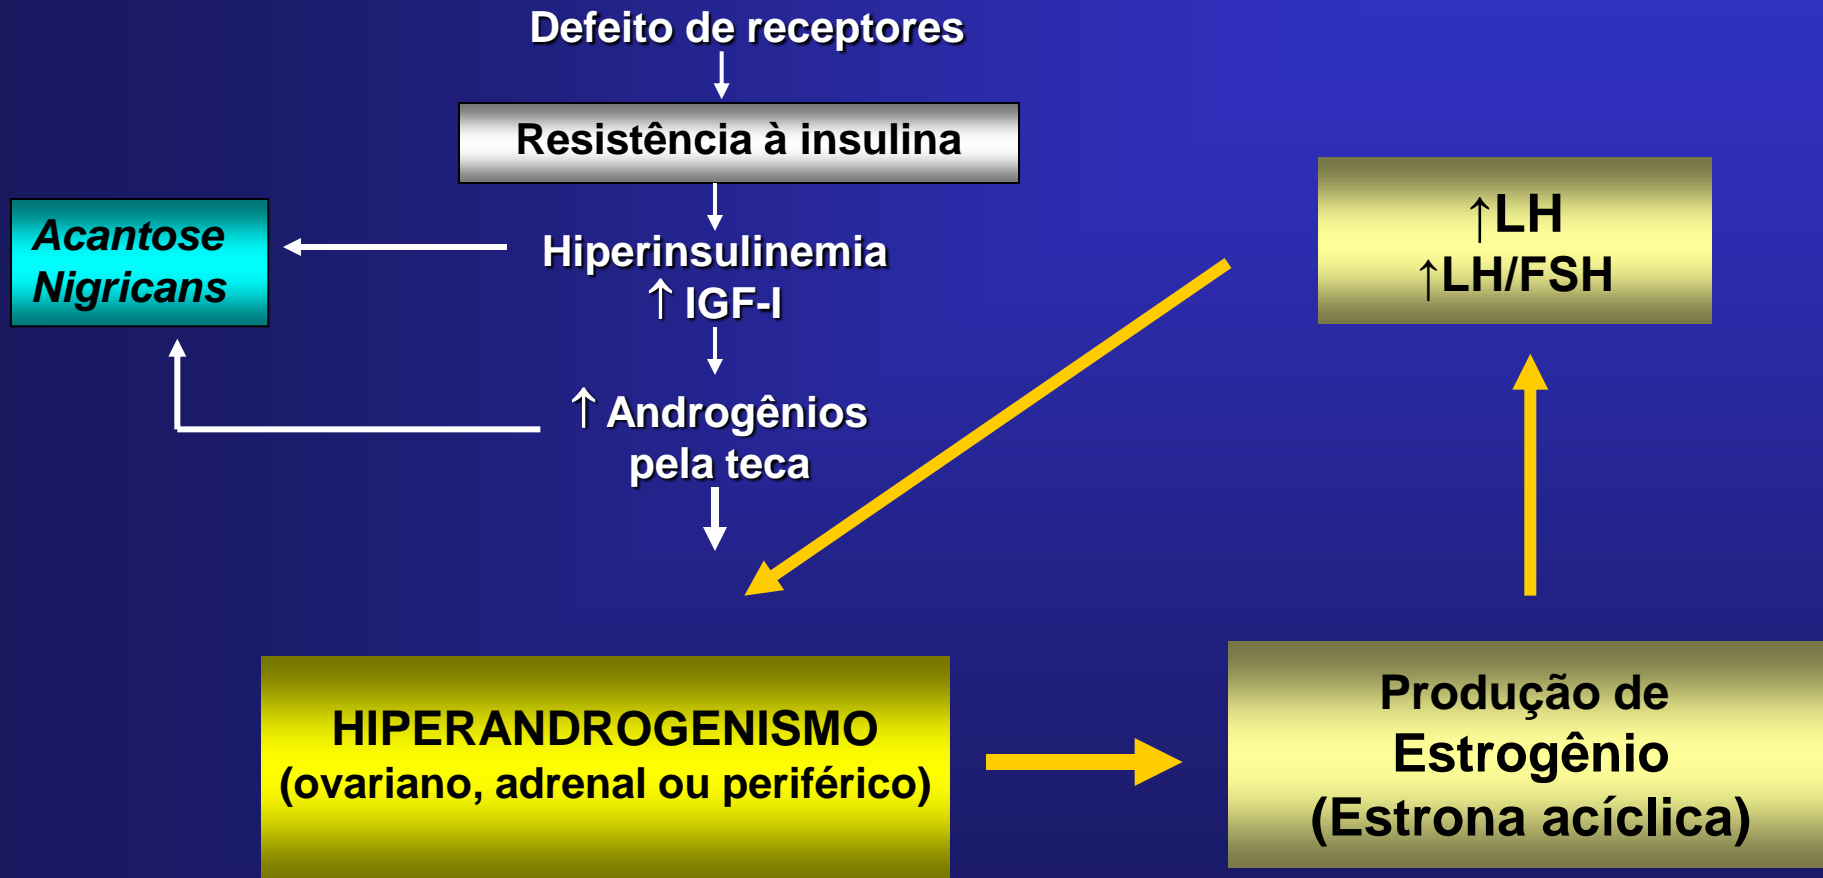 Defeito de receptores
Resistência à insulina
Acantose
Nigricans
Hiperinsulinemia
↑ IGF-I
↑ Androgênios
pela teca
↑LH
↑LH/FSH
HIPERANDROGENISMO
(ovariano, adrenal ou periférico)
Produção de
Estrogênio
(Estrona acíclica)